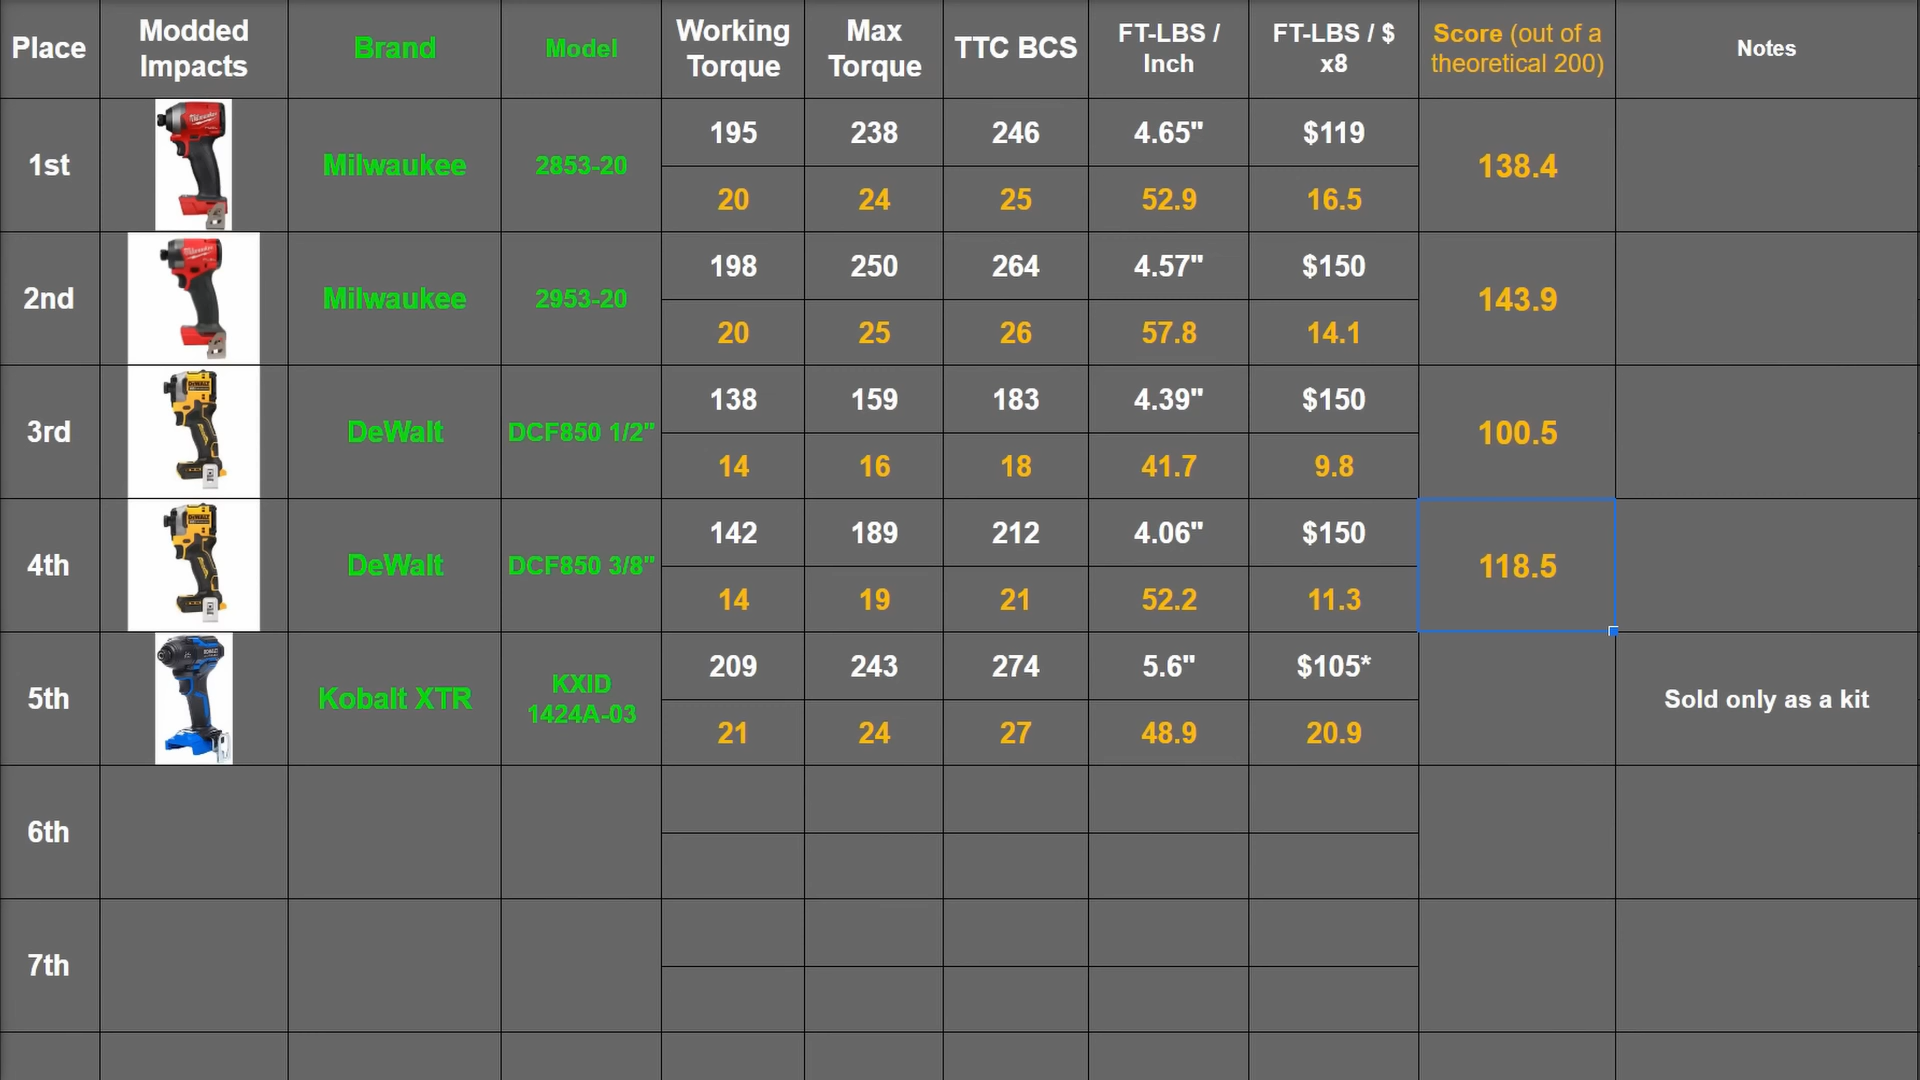 Place
Modded
Impacts
Brand
Model
Working
Torque
Max
Torque
TTC BCS
FT-LBS /
Inch
FT-LBS / $
x8
Score (out of a
theoretical 200)
Notes
1st
Milwaukee
2853-20
195
238
246
4.65"
$119
20
24
25
52.9
16.5
138.4
2nd
Milwaukee
2953-20
198
250
264
4.57"
$150
20
25
26
57.8
14.1
143.9
3rd
DeWalt
DCF850 1/2"
138
159
183
4.39"
$150
14
16
18
41.7
9.8
100.5
4th
DeWalt
DCF850 3/8"
142
189
212
4.06"
$150
14
19
21
52.2
11.3
118.5
5th
Kobalt XTR
KXID
1424A-03
209
243
274
5.6"
$105*
21
24
27
48.9
20.9
Sold only as a kit
6th
7th